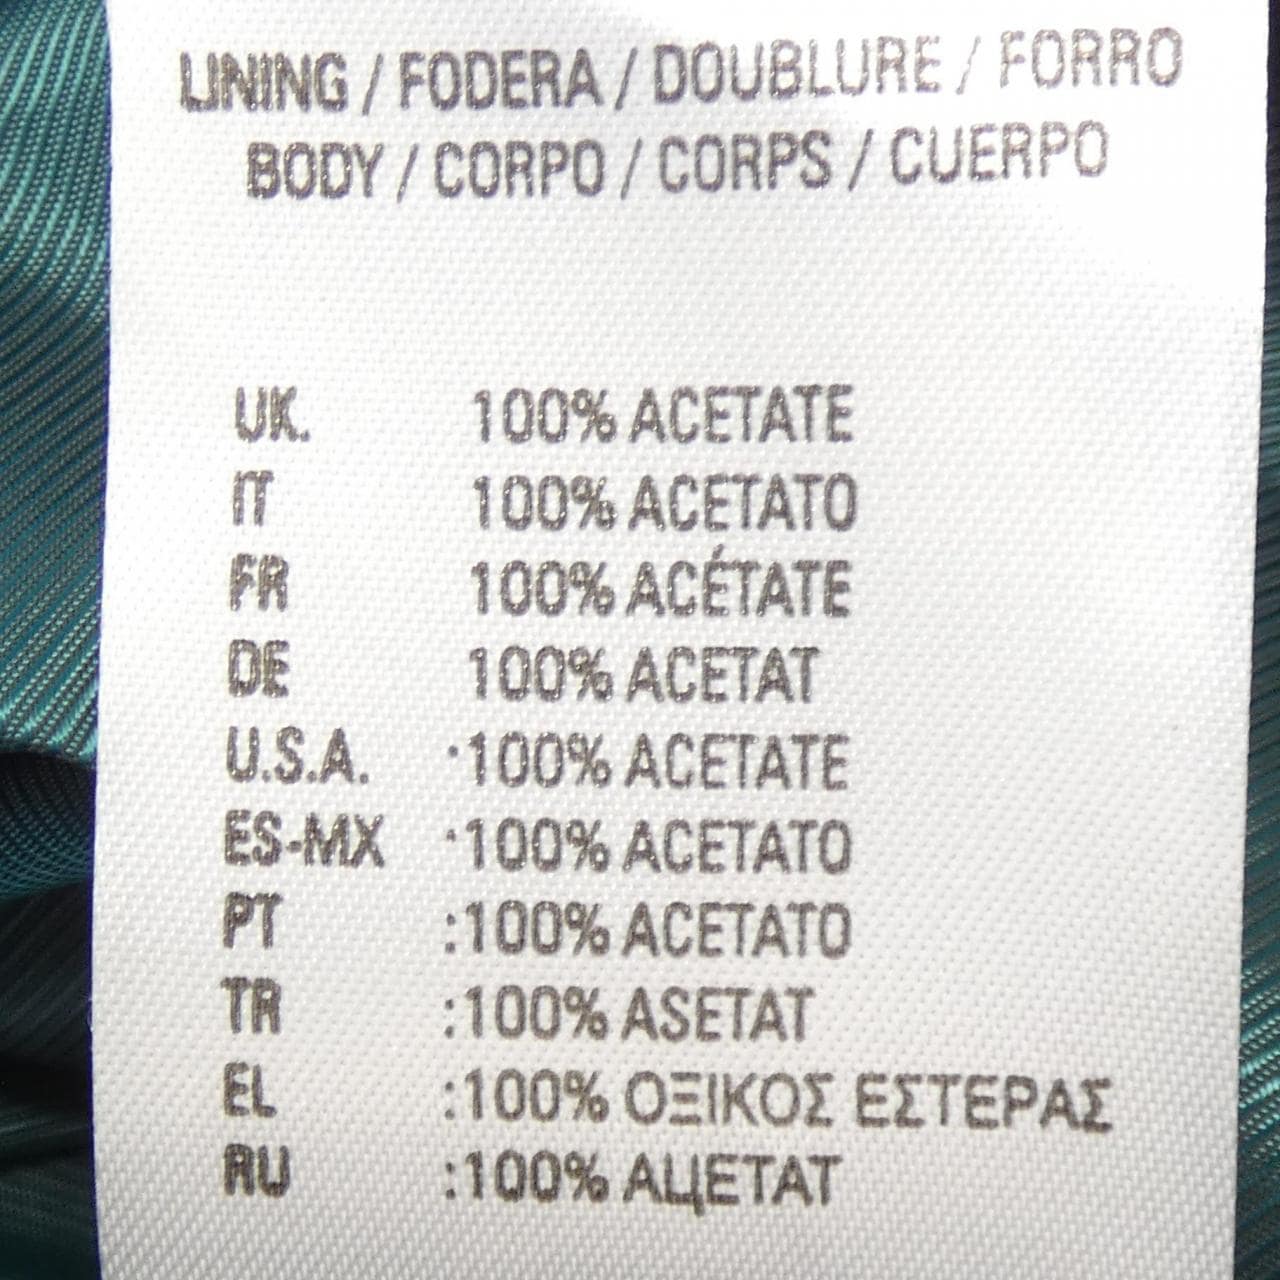 LINING / FODERA / DOUBLURE / FORRO
BODY / CORPO / CORPS / CUERPO
UK. 100% ACETATE
IT 100% ACETATO
FR 100% ACÉTATE
DE 100% ACETAT
U.S.A. ·100% ACETATE
ES-MX ·100% ACETATO
PT :100% ACETATO
TR :100% ASETAT
EL :100% ΟΞΙΚΟΣ ΕΣΤΕΡΑΣ
RU :100% АЦЕТАТ